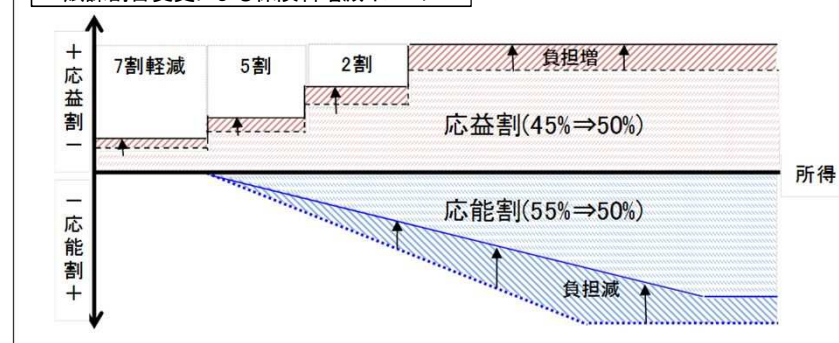 7割軽減
5割
2割
負担増
+応益割-
応益割(45%⇒50%)
所得
-応能割+
応能割(55%⇒50%)
負担減